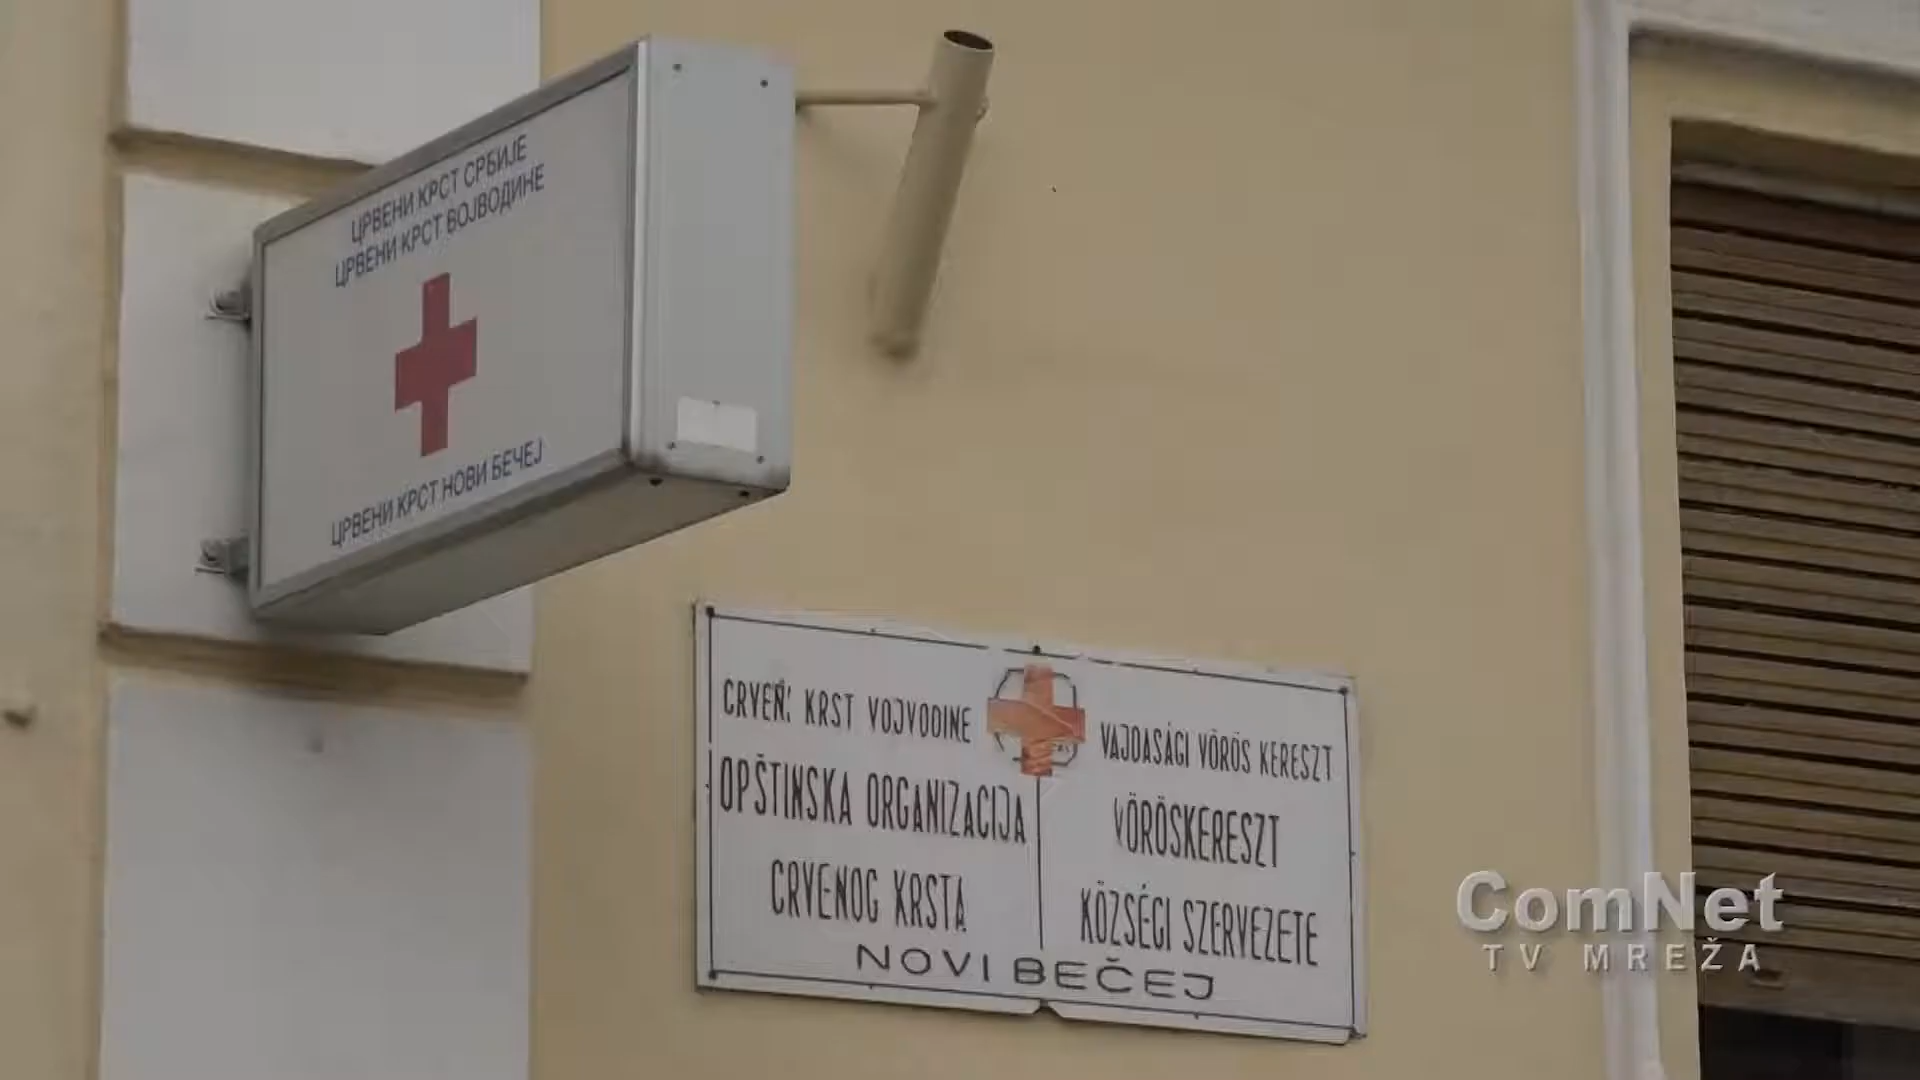 ЦРВЕНИ КРСТ СРБИЈЕ
ЦРВЕНИ КРСТ ВОЈВОДИНЕ
ЦРВЕНИ КРСТ НОВИ БЕЧЕЈ
CRVENI KRST VOJVODINE
OPŠTINSKA ORGANIZACIJA
CRVENOG KRSTA
VAJDASÁGI VÖRÖS KERESZT
VÖRÖSKERESZT
KÖZSÉGI SZERVEZETE
NOVI BEČEJ
ComNet
TV MREŽA